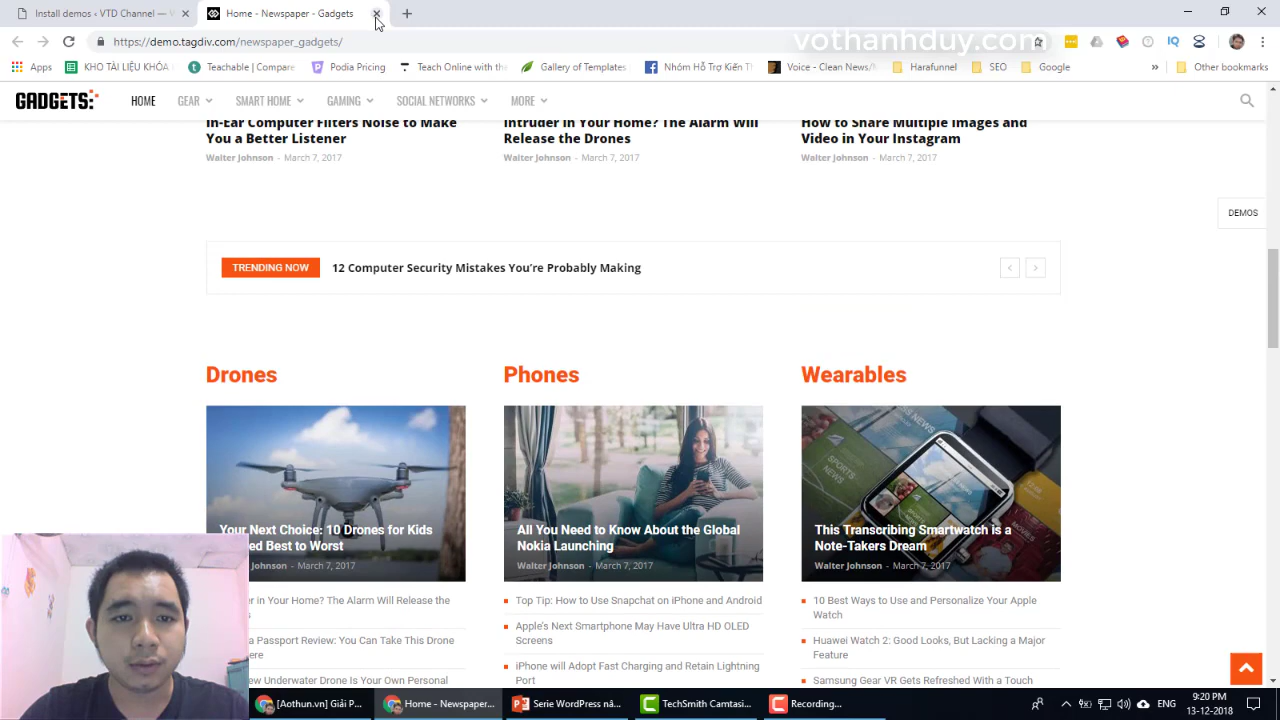 Install demos - VTD Channel — W
Home - Newspaper - Gadgets
https://demo.tagdiv.com/newspaper_gadgets/
vothanhduy.com
Apps
KHO TÀI LIỆU KHÓA
Teachable | Compare
Podia Pricing
Teach Online with the
Gallery of Templates
Nhóm Hỗ Trợ Kiến Th
Voice - Clean News/
Harafunnel
SEO
Google
»
Other bookmarks
GADGETS
HOME
GEAR
SMART HOME
GAMING
SOCIAL NETWORKS
MORE
In-Ear Computer Filters Noise to Make
You a Better Listener
Walter Johnson - March 7, 2017
Intruder in Your Home? The Alarm Will
Release the Drones
Walter Johnson - March 7, 2017
How to Share Multiple Images and
Video in Your Instagram
Walter Johnson - March 7, 2017
DEMOS
TRENDING NOW
12 Computer Security Mistakes You're Probably Making
Drones
Phones
Wearables
Your Next Choice: 10 Drones for Kids
ed Best to Worst
Johnson - March 7, 2017
er in Your Home? The Alarm Will Release the
a Passport Review: You Can Take This Drone
ere
ew Underwater Drone Is Your Own Personal
All You Need to Know About the Global
Nokia Launching
Walter Johnson - March 7, 2017
Top Tip: How to Use Snapchat on iPhone and Android
Apple's Next Smartphone May Have Ultra HD OLED
Screens
iPhone will Adopt Fast Charging and Retain Lightning
Port
This Transcribing Smartwatch is a
Note-Takers Dream
Walter Johnson - March 7, 2017
10 Best Ways to Use and Personalize Your Apple
Watch
Huawei Watch 2: Good Looks, But Lacking a Major
Feature
Samsung Gear VR Gets Refreshed With a Touch
[Aothun.vn] Giải P...
Home - Newspape...
Serie WordPress nâ...
TechSmith Camtasi...
Recording...
ENG
9:20 PM
13-12-2018